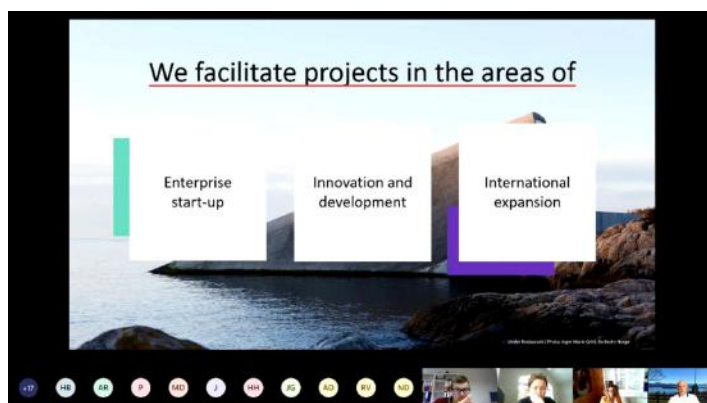 We facilitate projects in the areas of
Enterprise
start-up
Innovation and
development
International
expansion
+17
HB
AR
P
MD
J
HH
JG
AO
RV
ND